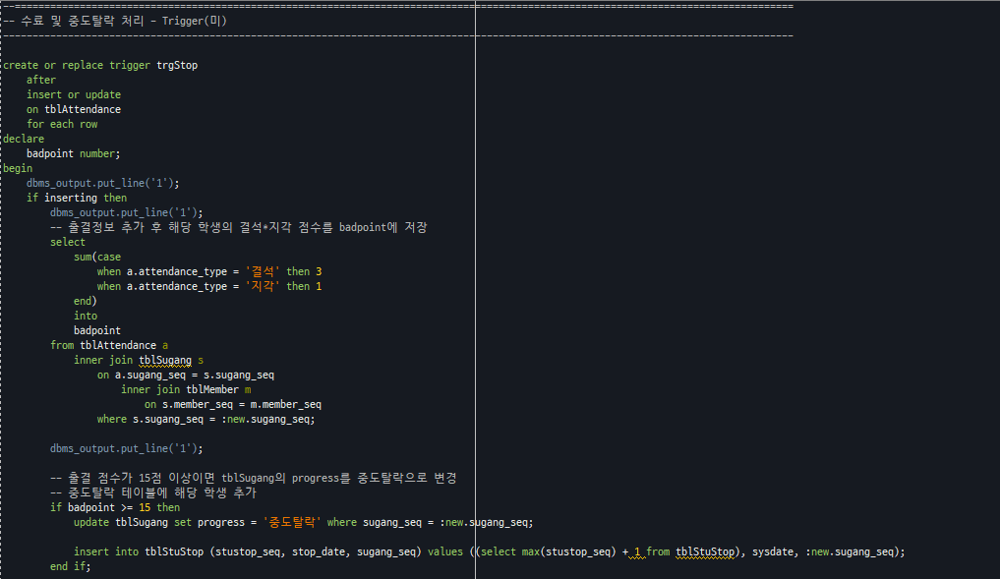 --===================================================================================================================================
-- 수료 및 중도탈락 처리 - Trigger(미)
--------------------------------------------------------------------------------------------------------------------------------------
create or replace trigger trgStop
after
insert or update
on tblAttendance
for each row
declare
badpoint number;
begin
dbms_output.put_line('1');
if inserting then
dbms_output.put_line('1');
-- 출결정보 추가 후 해당 학생의 결석*지각 점수를 badpoint에 저장
select
sum(case
when a.attendance_type = '결석' then 3
when a.attendance_type = '지각' then 1
end)
into
badpoint
from tblAttendance a
inner join tblSugang s
on a.sugang_seq = s.sugang_seq
inner join tblMember m
on s.member_seq = m.member_seq
where s.sugang_seq = :new.sugang_seq;
dbms_output.put_line('1');
-- 출결 점수가 15점 이상이면 tblSugang의 progress를 중도탈락으로 변경
-- 중도탈락 테이블에 해당 학생 추가
if badpoint >= 15 then
update tblSugang set progress = '중도탈락' where sugang_seq = :new.sugang_seq;
insert into tblStuStop (stustop_seq, stop_date, sugang_seq) values ((select max(stustop_seq) + 1 from tblStuStop), sysdate, :new.sugang_seq);
end if;